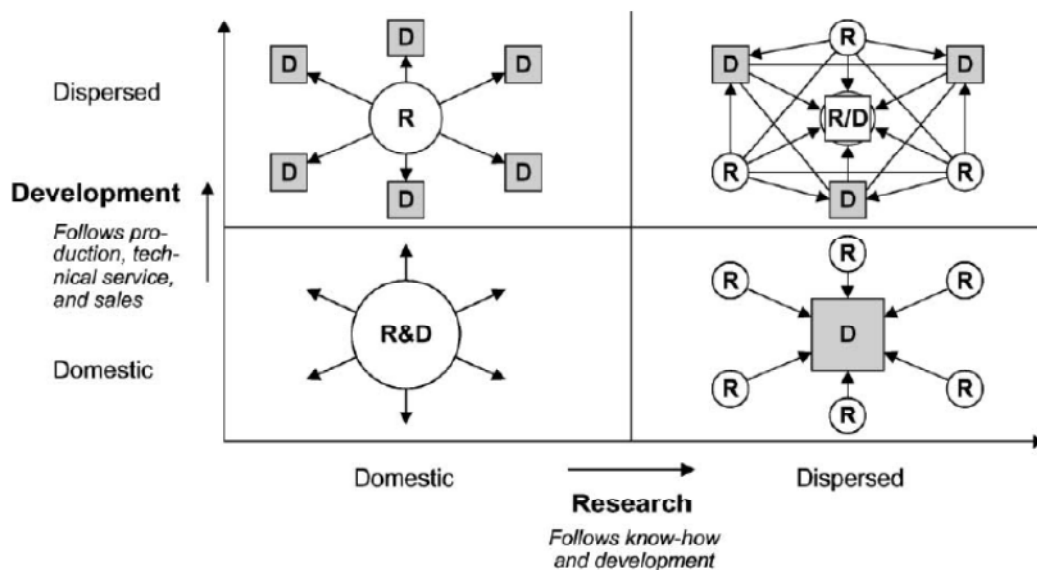 D
D
D
R
D
D
D
R
D
D
R/D
R
R
D
Dispersed
Development
Follows pro-
duction, tech-
nical service,
and sales
Domestic
R&D
R
R
R
D
R
R
R
Domestic
Dispersed
Research
Follows know-how
and development